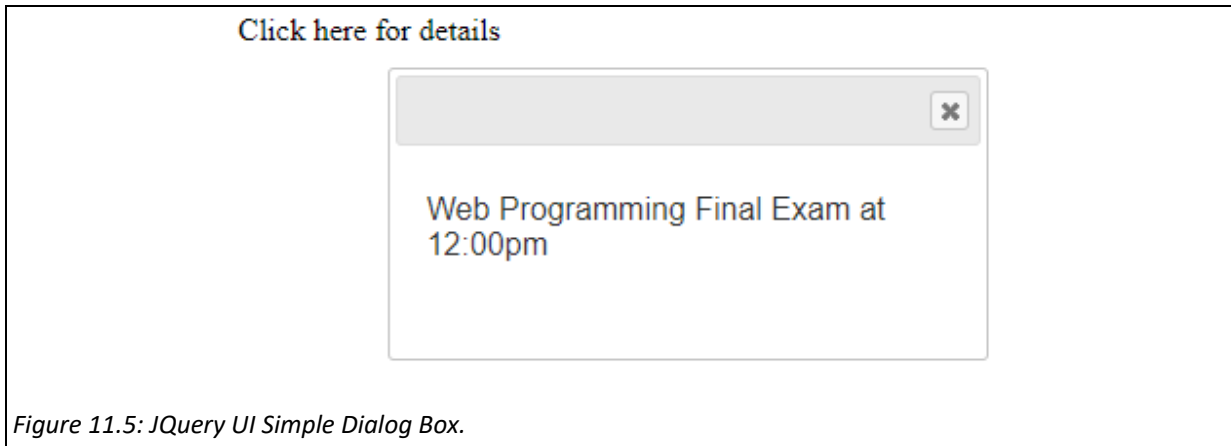 Click here for details
Web Programming Final Exam at
12:00pm
Figure 11.5: JQuery UI Simple Dialog Box.